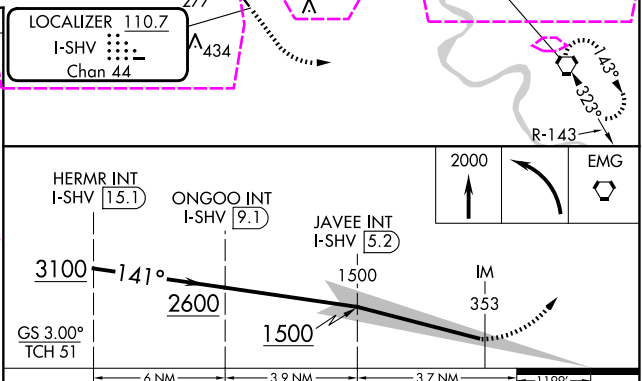 LOCALIZER 110.7
I-SHV
Chan 44
434
143°
323°
R-143
2000
EMG
HERMR INT
I-SHV 15.1
ONGOO INT
I-SHV 9.1
JAVEE INT
I-SHV 5.2
1500
IM
353
3100
141°
2600
1500
GS 3.00°
TCH 51
6 NM
3.9 NM
3.7 NM